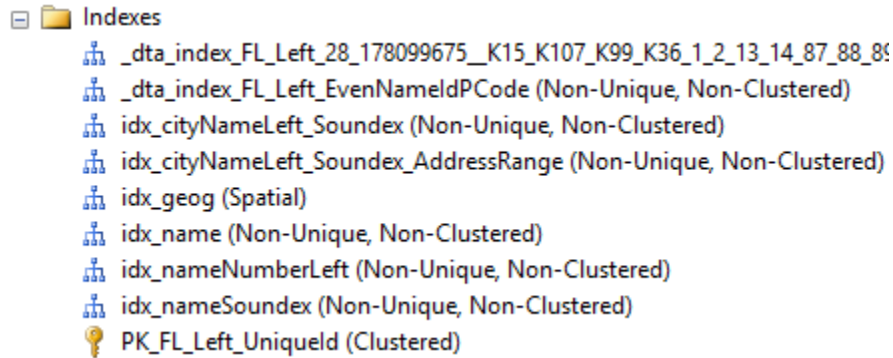 Indexes
_dta_index_FL_Left_28_178099675__K15_K107_K99_K36_1_2_13_14_87_88_89
_dta_index_FL_Left_EvenNameIdPCode (Non-Unique, Non-Clustered)
idx_cityNameLeft_Soundex (Non-Unique, Non-Clustered)
idx_cityNameLeft_Soundex_AddressRange (Non-Unique, Non-Clustered)
idx_geog (Spatial)
idx_name (Non-Unique, Non-Clustered)
idx_nameNumberLeft (Non-Unique, Non-Clustered)
idx_nameSoundex (Non-Unique, Non-Clustered)
PK_FL_Left_UniqueId (Clustered)